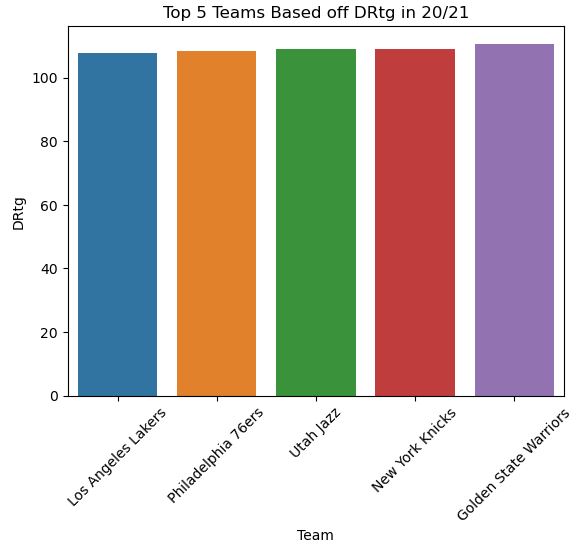 Top 5 Teams Based off DRtg in 20/21
DRtg
100
80
60
40
20
0
Los Angeles Lakers
Philadelphia 76ers
Utah Jazz
New York Knicks
Golden State Warriors
Team